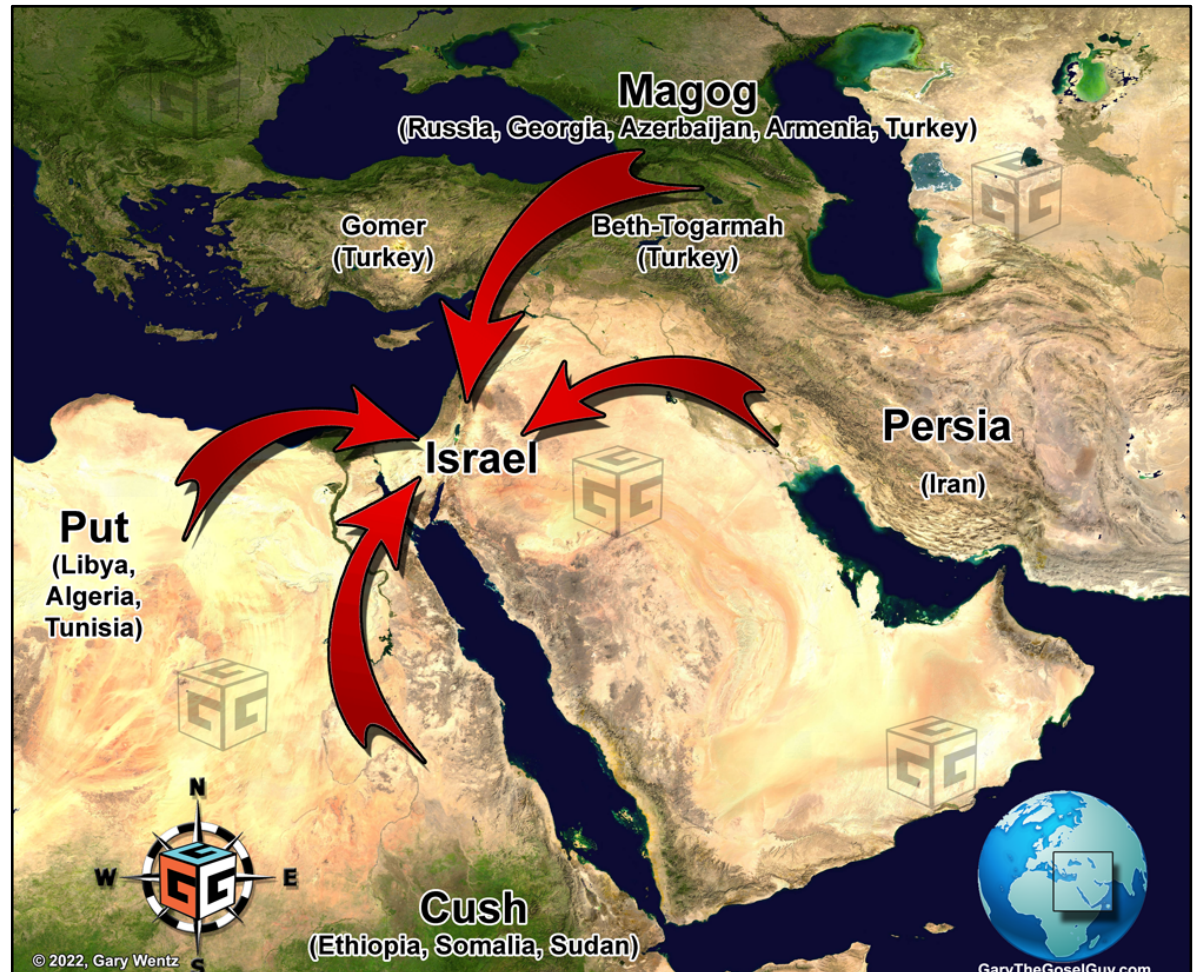 Magog
(Russia, Georgia, Azerbaijan, Armenia, Turkey)
Gomer
(Turkey)
Beth-Togarmah
(Turkey)
Persia
(Iran)
Israel
Put
(Libya,
Algeria,
Tunisia)
Cush
(Ethiopia, Somalia, Sudan)
N
W
E
S
G G G
© 2022, Gary Wentz
GaryTheGoselGuy.com